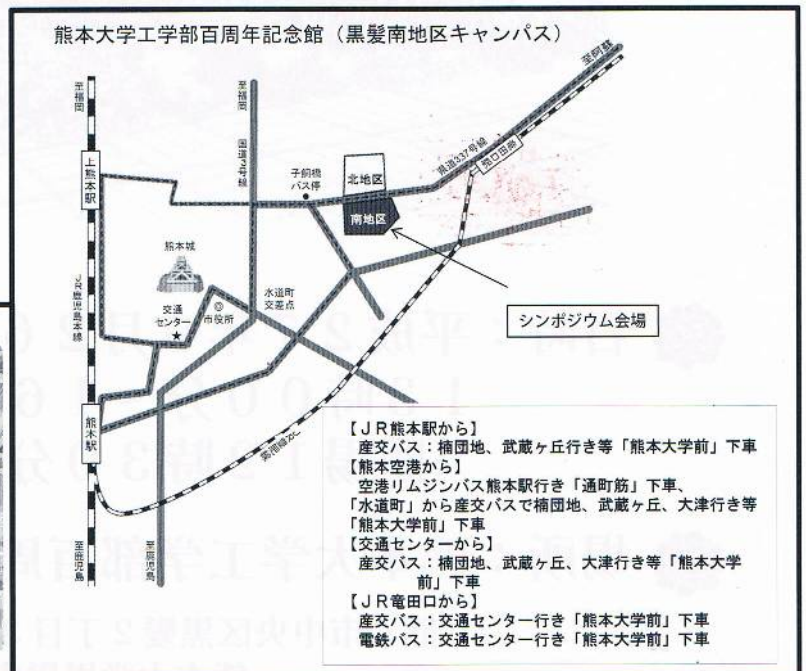 熊本大学工学部百周年記念館（黒髪南地区キャンパス）
至福岡
至福岡
至阿蘇
国道3号線
県道337号線
竜田口駅
上熊本駅
子飼橋
バス停
北地区
南地区
熊本城
JR鹿児島本線
交通
センター
★
◎
市役所
水道町
交差点
シンポジウム会場
熊本駅
JR豊肥線
至鹿児島
至鹿児島
【ＪＲ熊本駅から】
産交バス：楠団地、武蔵ヶ丘行き等「熊本大学前」下車
【熊本空港から】
空港リムジンバス熊本駅行き「通町筋」下車、
「水道町」から産交バスで楠団地、武蔵ヶ丘、大津行き等
「熊本大学前」下車
【交通センターから】
産交バス：楠団地、武蔵ヶ丘、大津行き等「熊本大学
前」下車
【ＪＲ竜田口から】
産交バス：交通センター行き「熊本大学前」下車
電鉄バス：交通センター行き「熊本大学前」下車